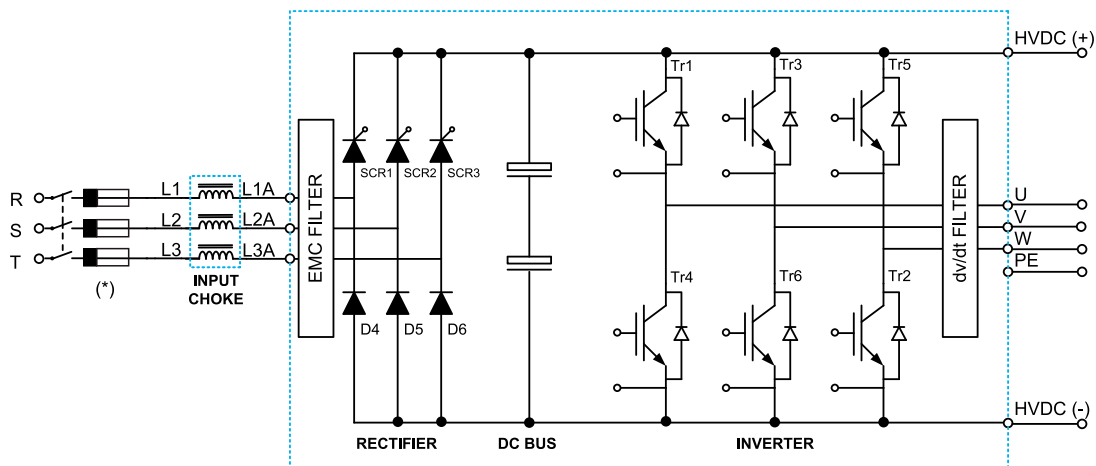 HVDC (+)
Tr1
Tr3
Tr5
SCR1
SCR2
SCR3
EMC FILTER
R
L1
L1A
S
L2
L2A
T
L3
L3A
(*)
INPUT
CHOKE
D4
D5
D6
Tr4
Tr6
Tr2
dv/dt FILTER
U
V
W
PE
HVDC (-)
RECTIFIER
DC BUS
INVERTER